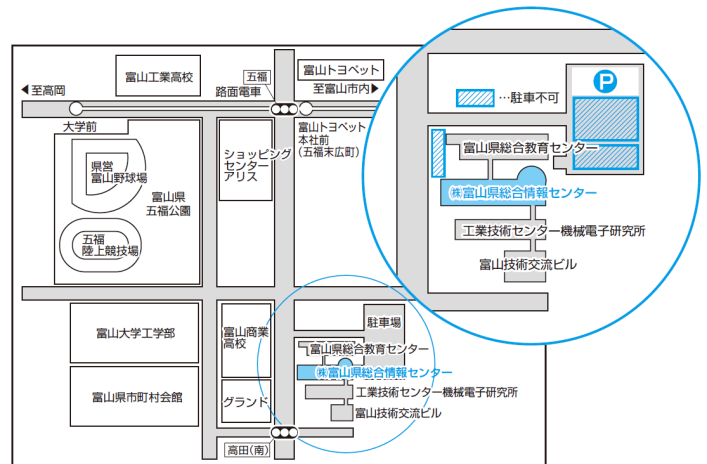 富山工業高校
五福
富山トヨペット
◀至高岡
路面電車
至富山市内▶
大学前
富山トヨペット
本社前
(五福末広町)
ショッピング
センター
アリス
県営
富山野球場
富山県
五福公園
五福
陸上競技場
P
…駐車不可
富山県総合教育センター
㈱富山県総合情報センター
工業技術センター機械電子研究所
富山技術交流ビル
富山大学工学部
富山商業
高校
駐車場
富山県総合教育センター
㈱富山県総合情報センター
富山県市町村会館
グランド
工業技術センター機械電子研究所
富山技術交流ビル
高田(南)